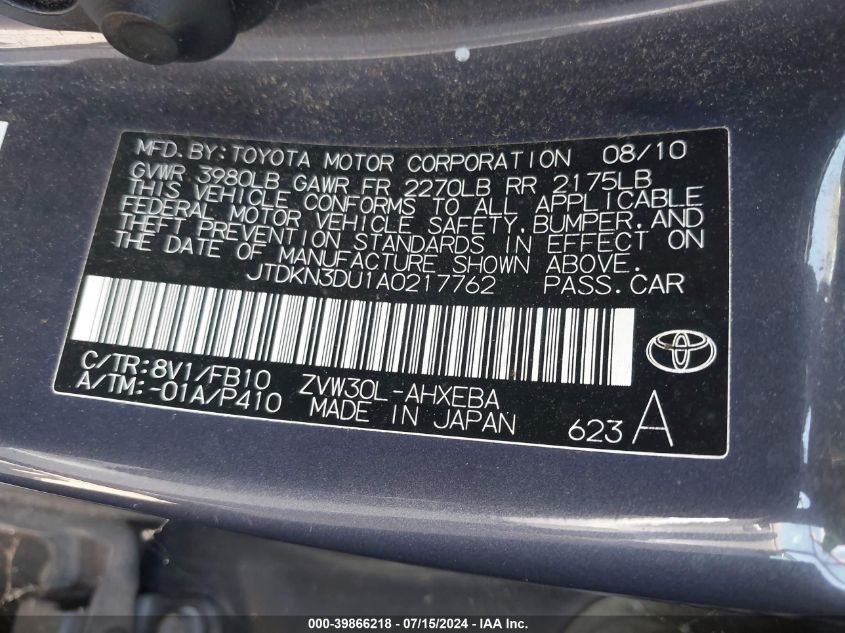 MFD. BY: TOYOTA MOTOR CORPORATION 08/10
GVWR 3980LB GAWR FR 2270LB RR 2175LB
THIS VEHICLE CONFORMS TO ALL APPLICABLE
FEDERAL MOTOR VEHICLE SAFETY, BUMPER, AND
THEFT PREVENTION STANDARDS IN EFFECT ON
THE DATE OF MANUFACTURE SHOWN ABOVE.
JTDKN3DU1A0217762 PASS.CAR
C/TR:8V1/FB10 ZVW30L-AHXEBA
A/TM:-01A/P410 MADE IN JAPAN 623 A
000-39866218 - 07/15/2024 - IAA Inc.